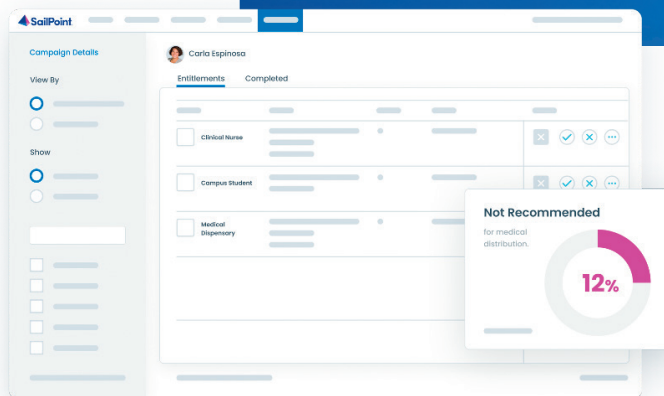 SailPoint
Campaign Details
Carla Espinosa
View By
Entitlements Completed
Clinical Nurse
Show
Campus Student
Medical
Dispensary
Not Recommended
for medical
distribution.
12%